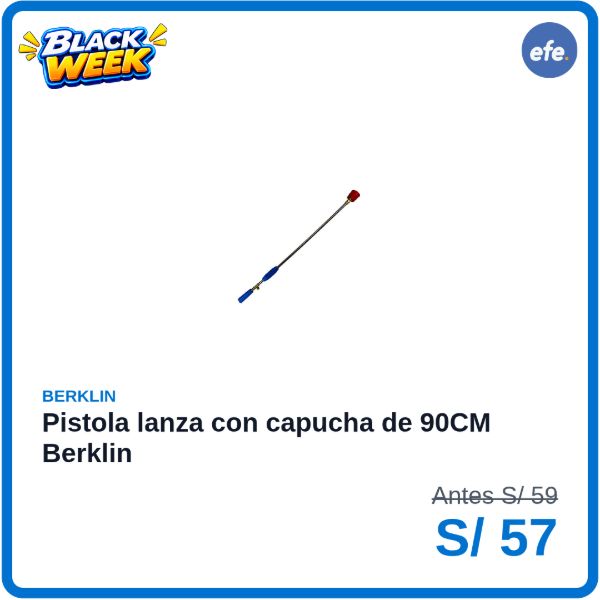 BLACK
WEEK
efe.
BERKLIN
Pistola lanza con capucha de 90CM
Berklin
Antes S/ 59
S/ 57